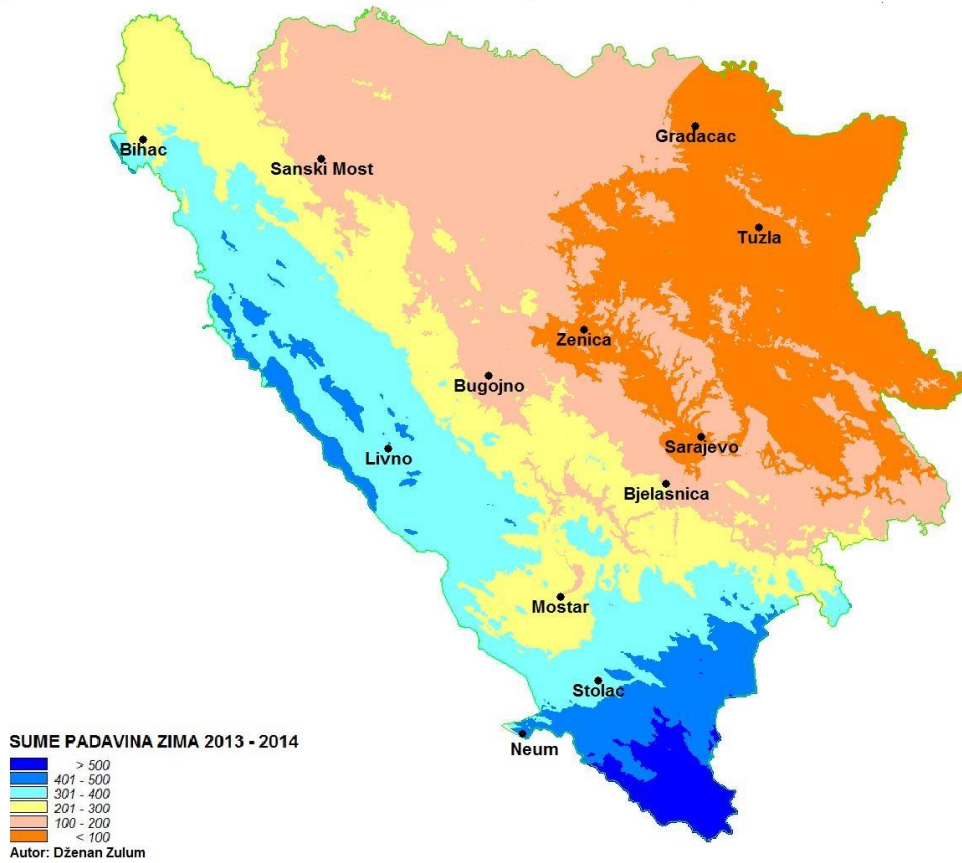 Gradacac
Bihac
Sanski Most
Tuzla
Zenica
Bugojno
Sarajevo
Livno
Bjelasnica
Mostar
Stolac
Neum
SUME PADAVINA ZIMA 2013 - 2014
> 500
401 - 500
301 - 400
201 - 300
100 - 200
< 100
Autor: Dženan Zulum